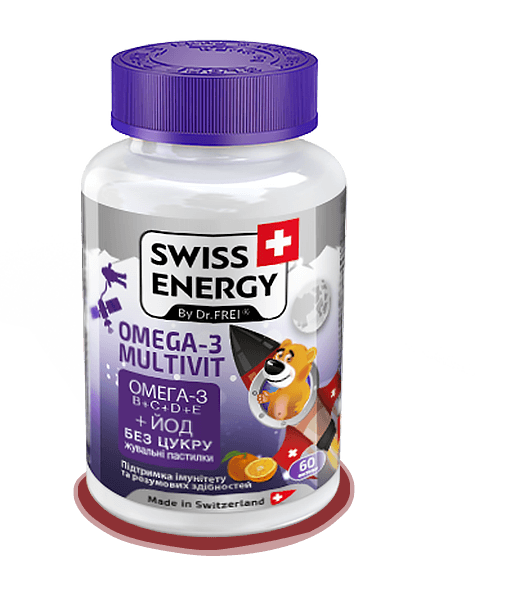 SWISS
ENERGY
By Dr.FREI®
OMEGA-3
MULTIVIT
ОМЕГА-3
B+C+D+E
+ ЙОД
БЕЗ ЦУКРУ
жувальні пастилки
60
Підтримка імунітету
та розумових здібностей
Made in Switzerland